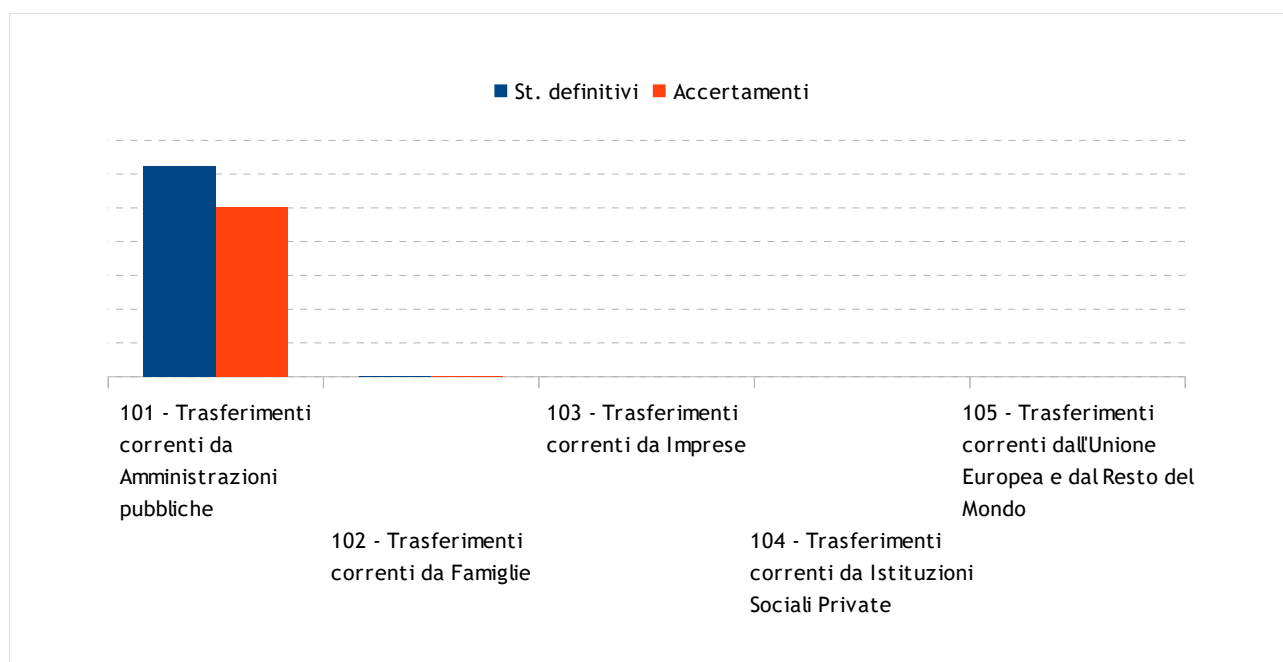 St. definitivi Accertamenti
101 - Trasferimenti
correnti da
Amministrazioni
pubbliche
102 - Trasferimenti
correnti da Famiglie
103 - Trasferimenti
correnti da Imprese
104 - Trasferimenti
correnti da Istituzioni
Sociali Private
105 - Trasferimenti
correnti dall'Unione
Europea e dal Resto del
Mondo